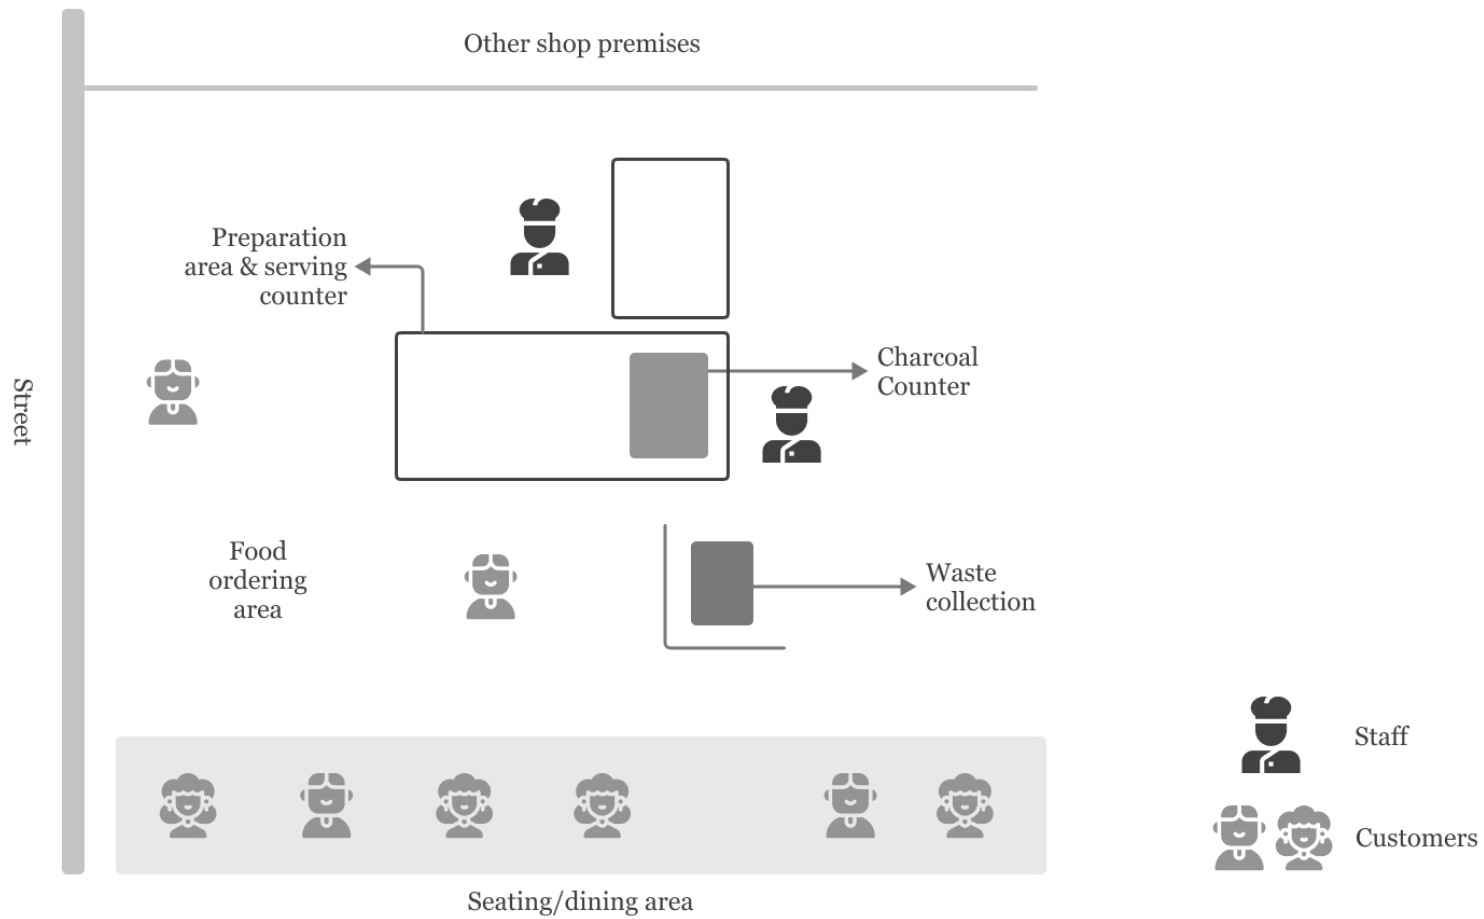 Other shop premises
Preparation
area & serving
counter
Charcoal
Counter
Street
Food
ordering
area
Waste
collection
Staff
Customers
Seating/dining area